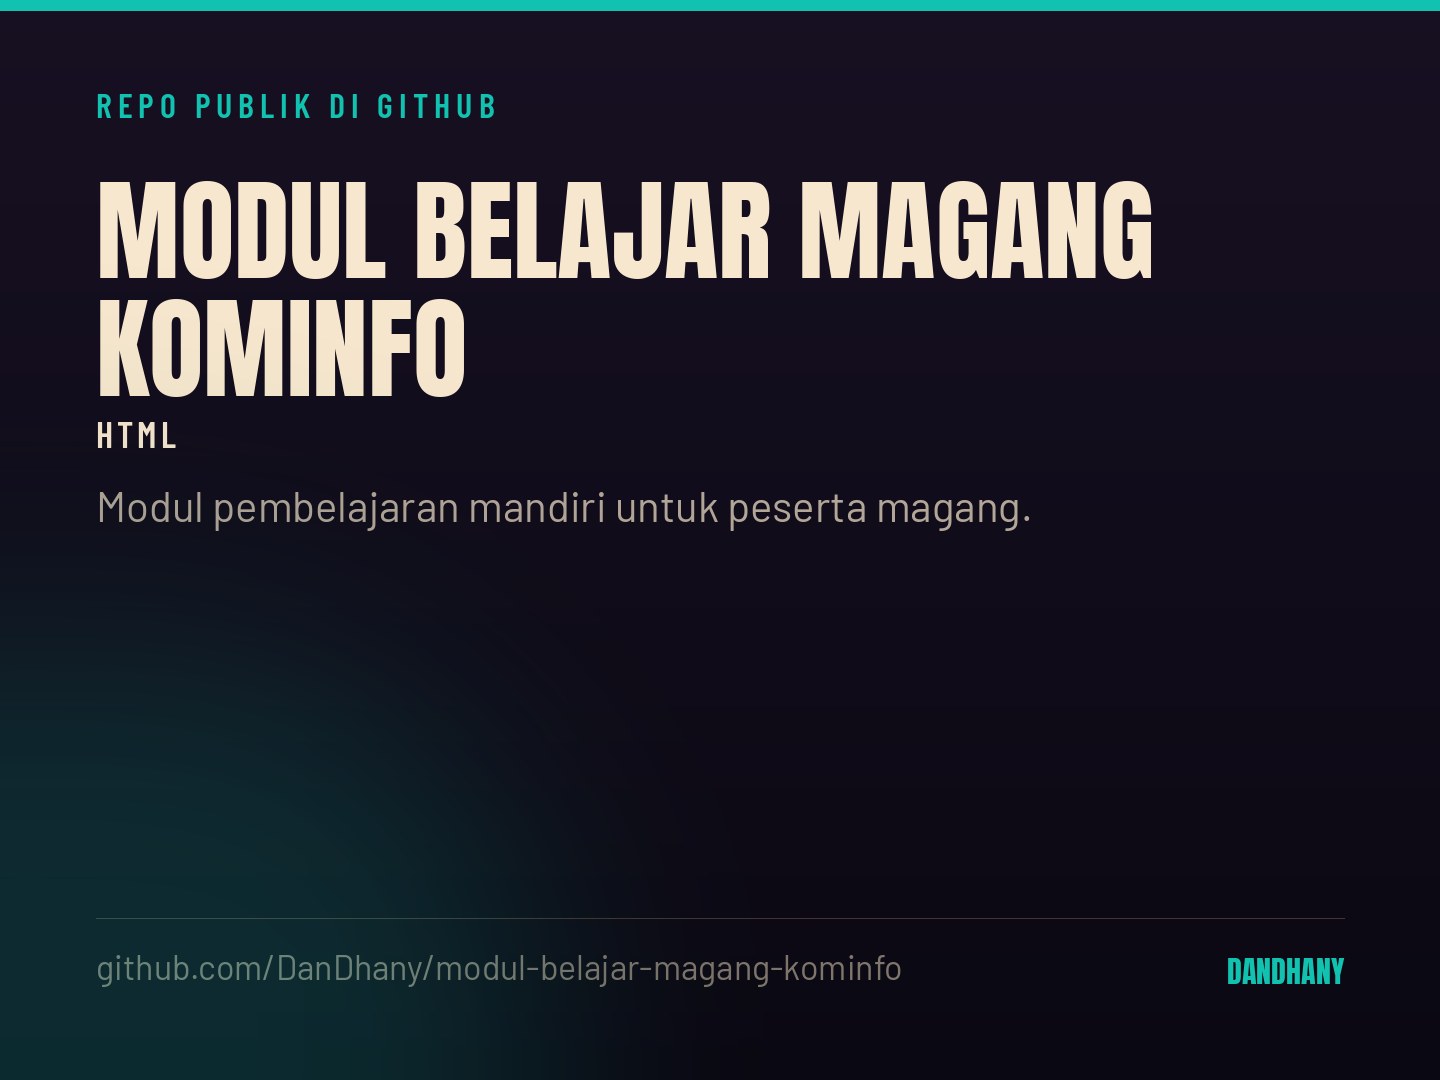 REPO PUBLIK DI GITHUB
MODUL BELAJAR MAGANG
KOMINFO
HTML
Modul pembelajaran mandiri untuk peserta magang.
github.com/DanDhany/modul-belajar-magang-kominfo
DANDHANY